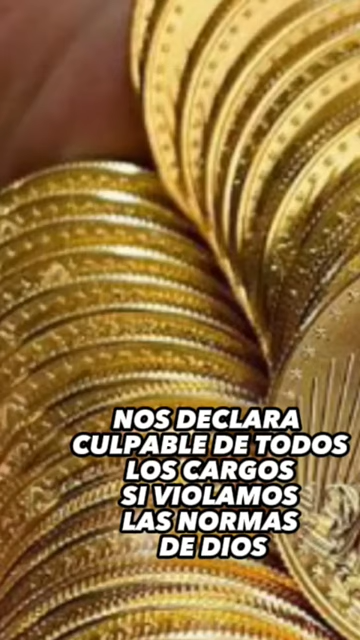 NOS DECLARA
CULPABLE DE TODOS
LOS CARGOS
SI VIOLAMOS
LAS NORMAS
DE DIOS